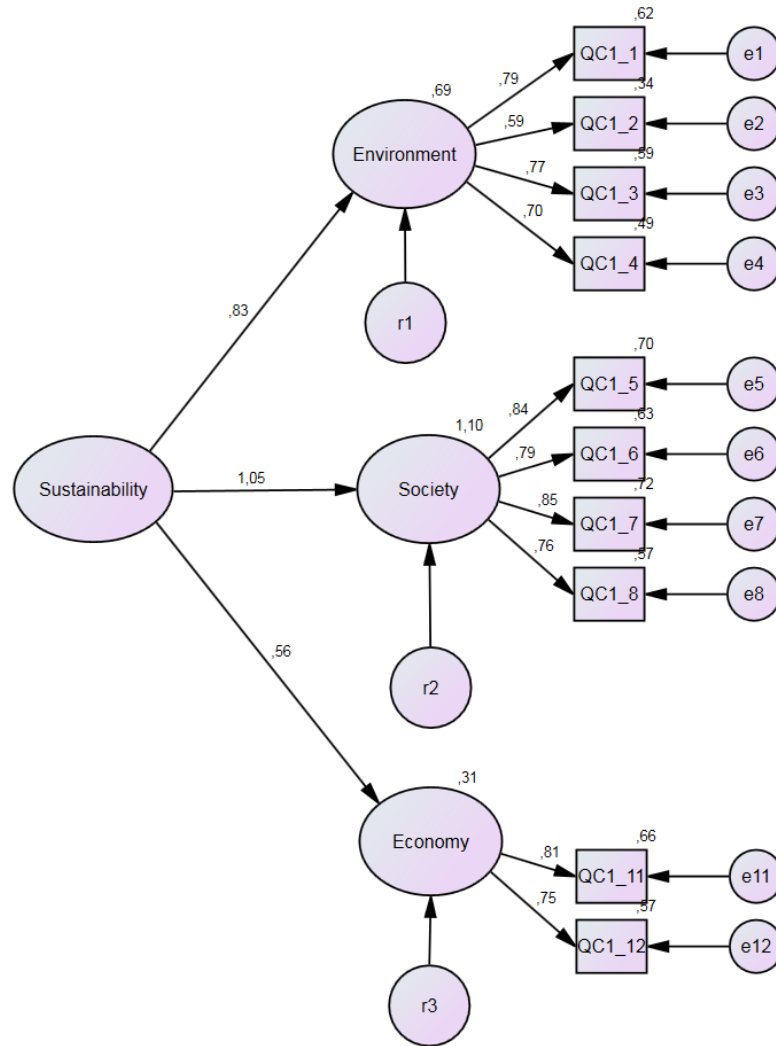 ,62
QC1_1
e1
,79
,69
,34
QC1_2
e2
,59
Environment
,59
QC1_3
e3
,77
,49
QC1_4
e4
,70
r1
,83
,70
QC1_5
e5
,84
1,10
,63
QC1_6
e6
,79
Sustainability
1,05
Society
,72
QC1_7
e7
,85
,57
QC1_8
e8
,76
,56
r2
,31
Economy
,66
QC1_11
e11
,81
,57
QC1_12
e12
,75
r3